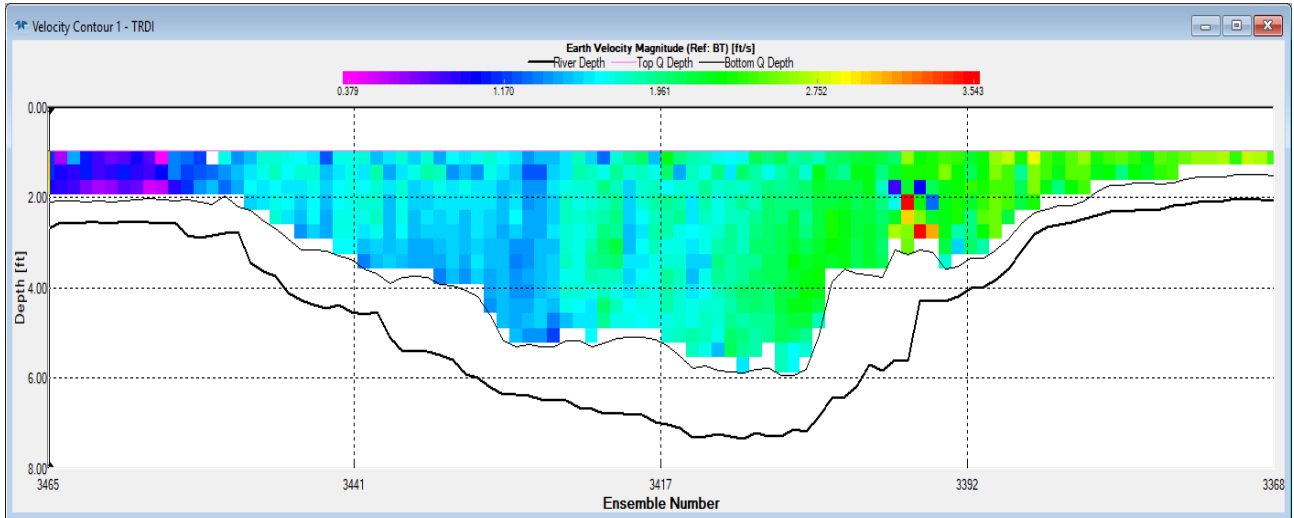 Velocity Contour 1 - TRDI
Earth Velocity Magnitude (Ref: BT) [ft/s]
River Depth Top Q Depth Bottom Q Depth
0.379 1.170 1.961 2.752 3.543
0.00
2.00
4.00
6.00
8.00
Depth [ft]
3465 3441 3417 3392 3368
Ensemble Number